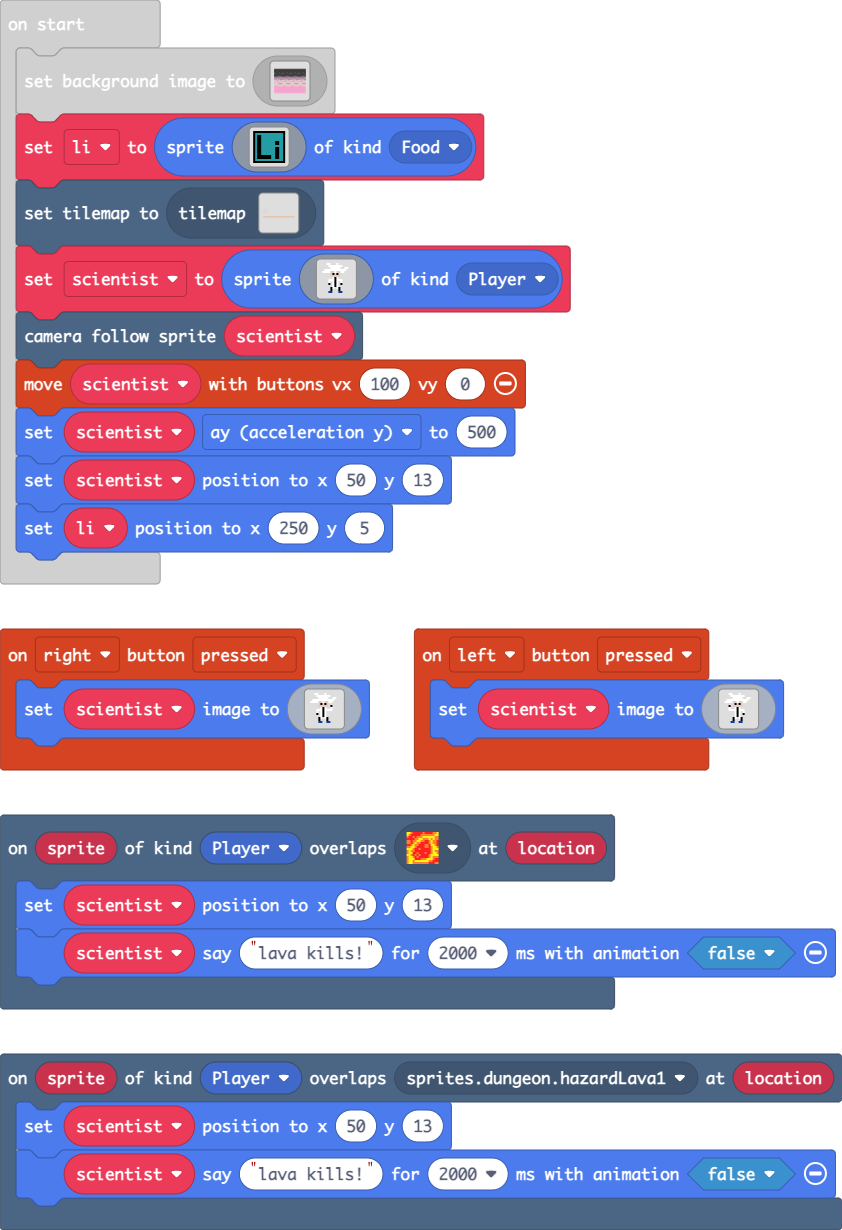 on start
set background image to
set li to sprite Li of kind Food
set tilemap to tilemap
set scientist to sprite of kind Player
camera follow sprite scientist
move scientist with buttons vx 100 vy 0
set scientist ay (acceleration y) to 500
set scientist position to x 50 y 13
set li position to x 250 y 5
on right button pressed
set scientist image to
on left button pressed
set scientist image to
on sprite of kind Player overlaps at location
set scientist position to x 50 y 13
scientist say "lava kills!" for 2000 ms with animation false
on sprite of kind Player overlaps sprites.dungeon.hazardLava1 at location
set scientist position to x 50 y 13
scientist say "lava kills!" for 2000 ms with animation false